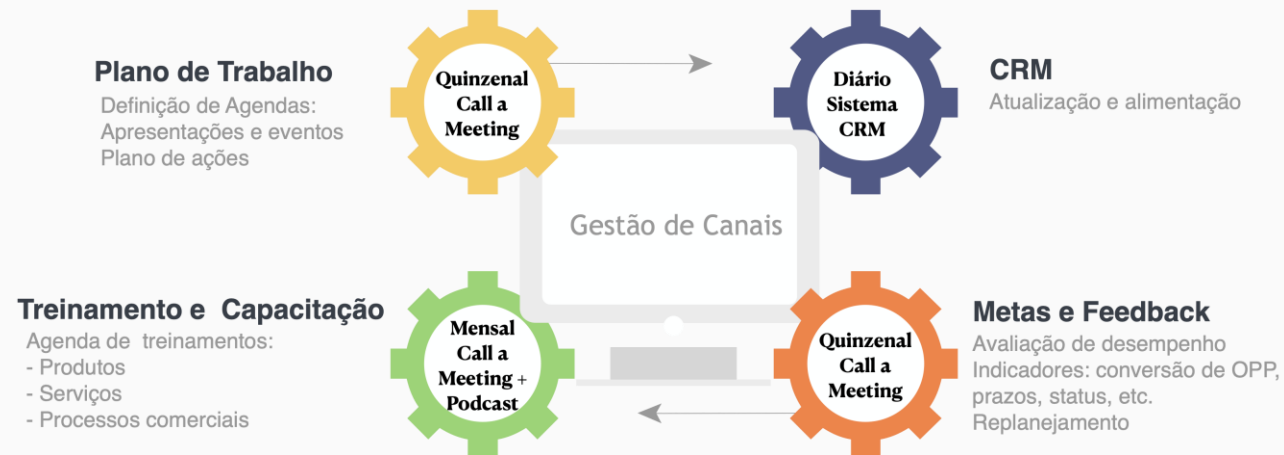 Plano de Trabalho
Definição de Agendas:
Apresentações e eventos
Plano de ações
Quinzenal
Call a
Meeting
Diário
Sistema
CRM
CRM
Atualização e alimentação
Gestão de Canais
Treinamento e Capacitação
Agenda de treinamentos:
- Produtos
- Serviços
- Processos comerciais
Mensal
Call a
Meeting +
Podcast
Quinzenal
Call a
Meeting
Metas e Feedback
Avaliação de desempenho
Indicadores: conversão de OPP,
prazos, status, etc.
Replanejamento